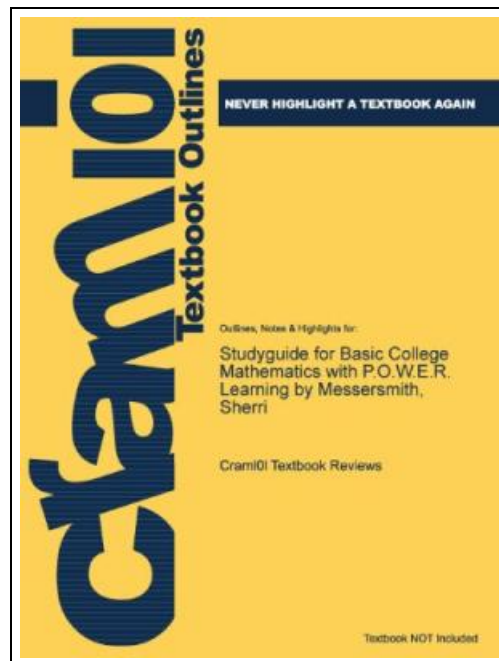 Cram101
Textbook Outlines
NEVER HIGHLIGHT A TEXTBOOK AGAIN
Outlines, Notes & Highlights for:
Studyguide for Basic College
Mathematics with P.O.W.E.R.
Learning by Messersmith,
Sherri
Cram101 Textbook Reviews
Textbook NOT Included